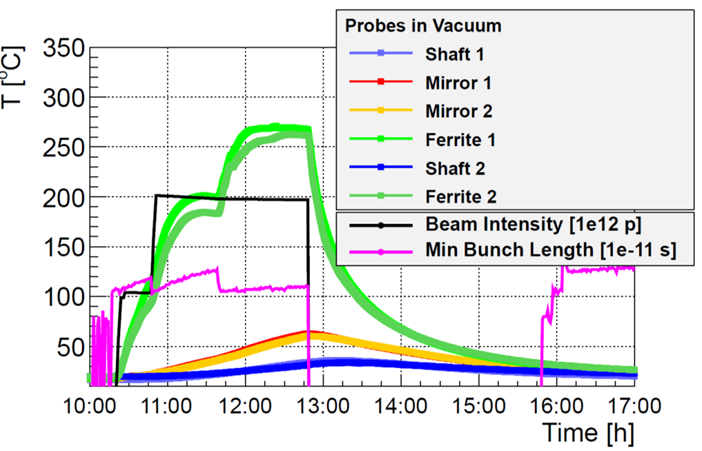 Probes in Vacuum
Shaft 1
Mirror 1
Mirror 2
Ferrite 1
Shaft 2
Ferrite 2
Beam Intensity [1e12 p]
Min Bunch Length [1e-11 s]
T [°C]
350
300
250
200
150
100
50
10:00 11:00 12:00 13:00 14:00 15:00 16:00 17:00
Time [h]